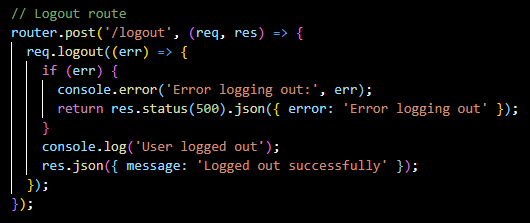 // Logout route
router.post('/logout', (req, res) => {
  req.logout((err) => {
    if (err) {
      console.error('Error logging out:', err);
      return res.status(500).json({ error: 'Error logging out' });
    }
    console.log('User logged out');
    res.json({ message: 'Logged out successfully' });
  });
});